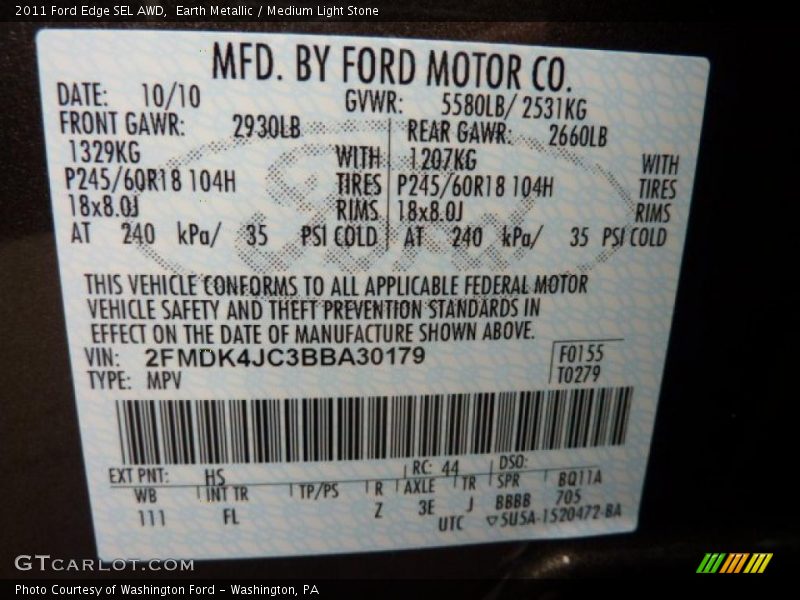 2011 Ford Edge SEL AWD, Earth Metallic / Medium Light Stone
MFD. BY FORD MOTOR CO.
DATE: 10/10 GVWR: 5580LB/ 2531KG
FRONT GAWR: 2930LB REAR GAWR: 2660LB
1329KG WITH 1207KG WITH
P245/60R18 104H TIRES P245/60R18 104H TIRES
18x8.0J RIMS 18x8.0J RIMS
AT 240 kPa/ 35 PSI COLD AT 240 kPa/ 35 PSI COLD
THIS VEHICLE CONFORMS TO ALL APPLICABLE FEDERAL MOTOR
VEHICLE SAFETY AND THEFT PREVENTION STANDARDS IN
EFFECT ON THE DATE OF MANUFACTURE SHOWN ABOVE.
VIN: 2FMDK4JC3BBA30179 F0155
TYPE: MPV T0279
EXT PNT: HS RC: 44 DSO:
WB INT TR TP/PS R AXLE TR SPR BQ11A
111 FL Z 3E J BBBB 705
UTC ▽SUSA-1520472-BA
Ford
GTCARLOT.COM
Photo Courtesy of Washington Ford - Washington, PA